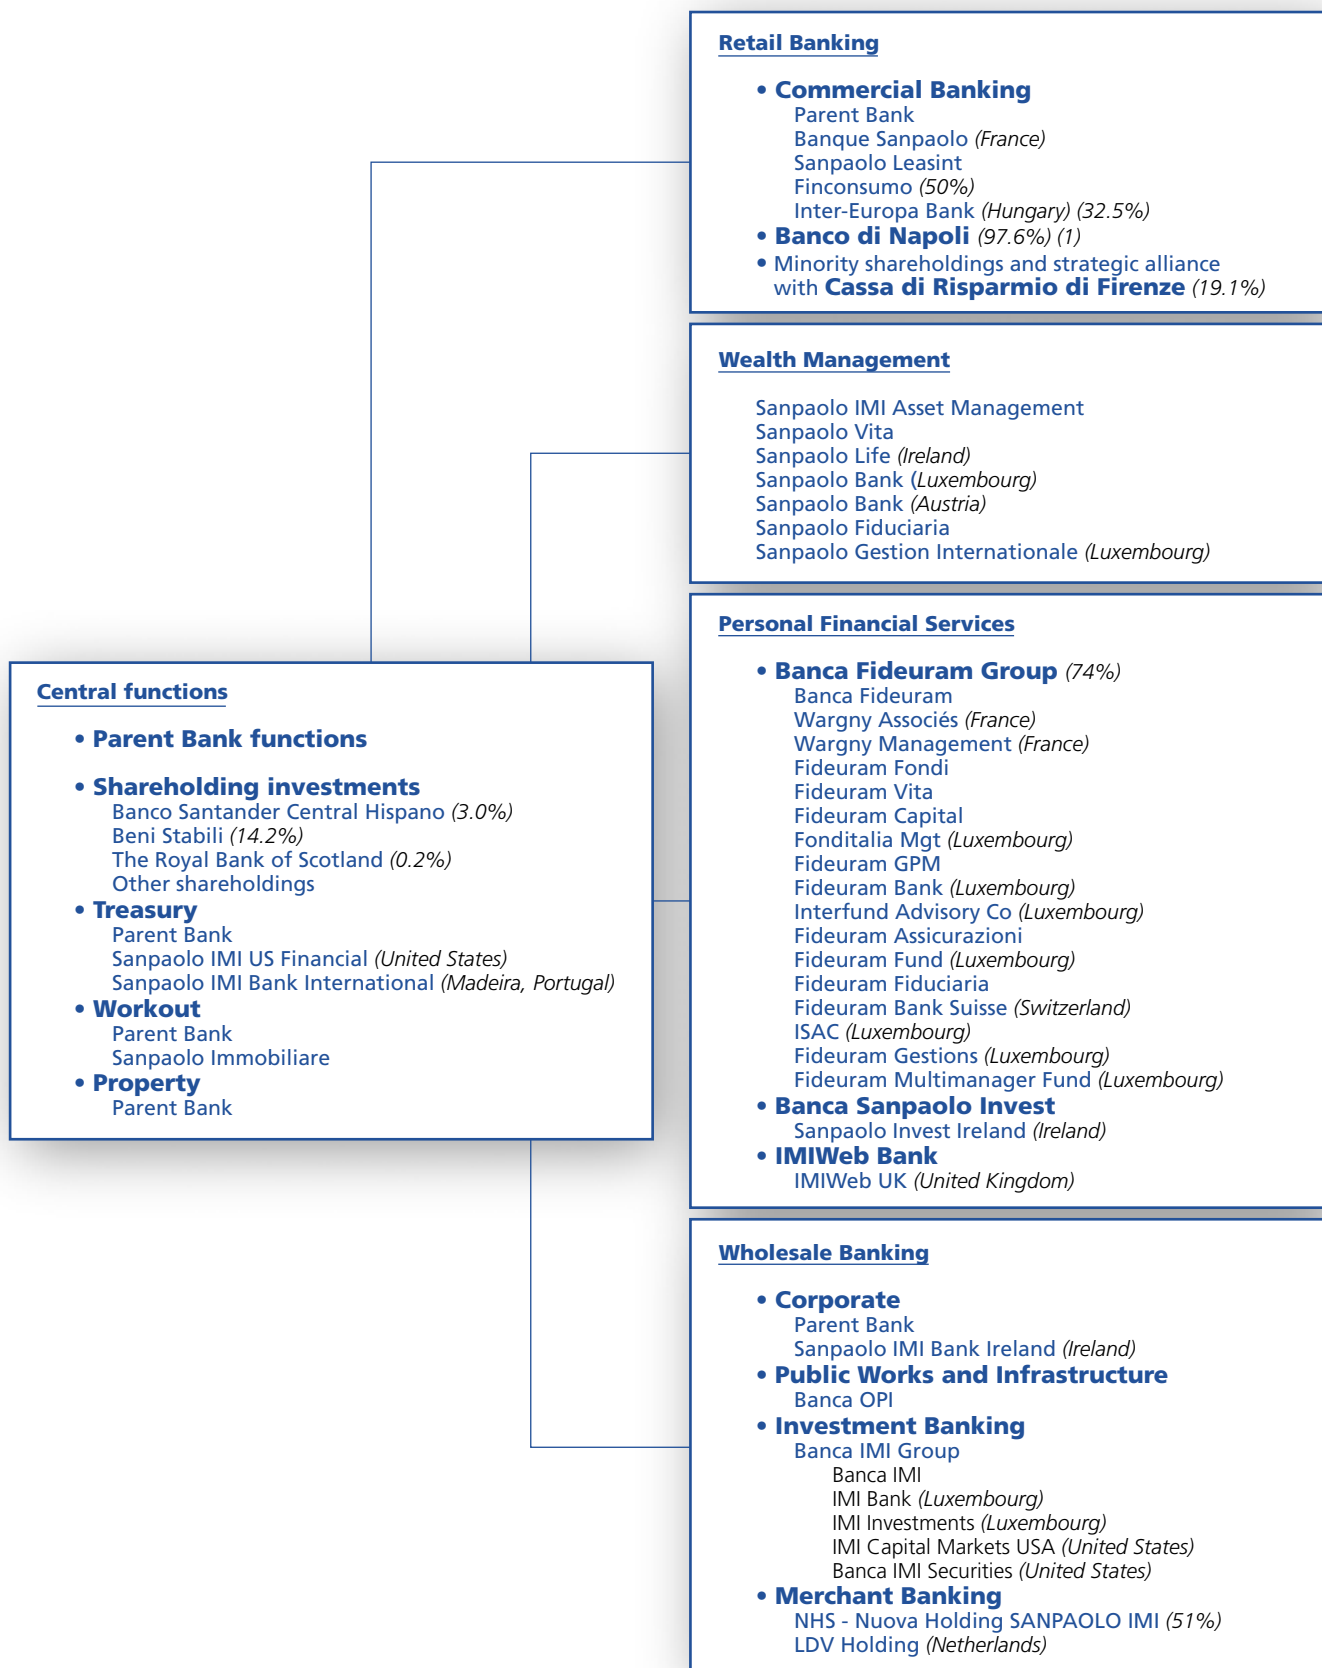 Retail Banking
• Commercial Banking
Parent Bank
Banque Sanpaolo (France)
Sanpaolo Leasint
Finconsumo (50%)
Inter-Europa Bank (Hungary) (32.5%)
• Banco di Napoli (97.6%) (1)
• Minority shareholdings and strategic alliance
with Cassa di Risparmio di Firenze (19.1%)
Wealth Management
Sanpaolo IMI Asset Management
Sanpaolo Vita
Sanpaolo Life (Ireland)
Sanpaolo Bank (Luxembourg)
Sanpaolo Bank (Austria)
Sanpaolo Fiduciaria
Sanpaolo Gestion Internationale (Luxembourg)
Central functions
• Parent Bank functions
• Shareholding investments
Banco Santander Central Hispano (3.0%)
Beni Stabili (14.2%)
The Royal Bank of Scotland (0.2%)
Other shareholdings
• Treasury
Parent Bank
Sanpaolo IMI US Financial (United States)
Sanpaolo IMI Bank International (Madeira, Portugal)
• Workout
Parent Bank
Sanpaolo Immobiliare
• Property
Parent Bank
Personal Financial Services
• Banca Fideuram Group (74%)
Banca Fideuram
Wargny Associés (France)
Wargny Management (France)
Fideuram Fondi
Fideuram Vita
Fideuram Capital
Fonditalia Mgt (Luxembourg)
Fideuram GPM
Fideuram Bank (Luxembourg)
Interfund Advisory Co (Luxembourg)
Fideuram Assicurazioni
Fideuram Fund (Luxembourg)
Fideuram Fiduciaria
Fideuram Bank Suisse (Switzerland)
ISAC (Luxembourg)
Fideuram Gestions (Luxembourg)
Fideuram Multimanager Fund (Luxembourg)
• Banca Sanpaolo Invest
Sanpaolo Invest Ireland (Ireland)
• IMIWeb Bank
IMIWeb UK (United Kingdom)
Wholesale Banking
• Corporate
Parent Bank
Sanpaolo IMI Bank Ireland (Ireland)
• Public Works and Infrastructure
Banca OPI
• Investment Banking
Banca IMI Group
Banca IMI
IMI Bank (Luxembourg)
IMI Investments (Luxembourg)
IMI Capital Markets USA (United States)
Banca IMI Securities (United States)
• Merchant Banking
NHS - Nuova Holding SANPAOLO IMI (51%)
LDV Holding (Netherlands)